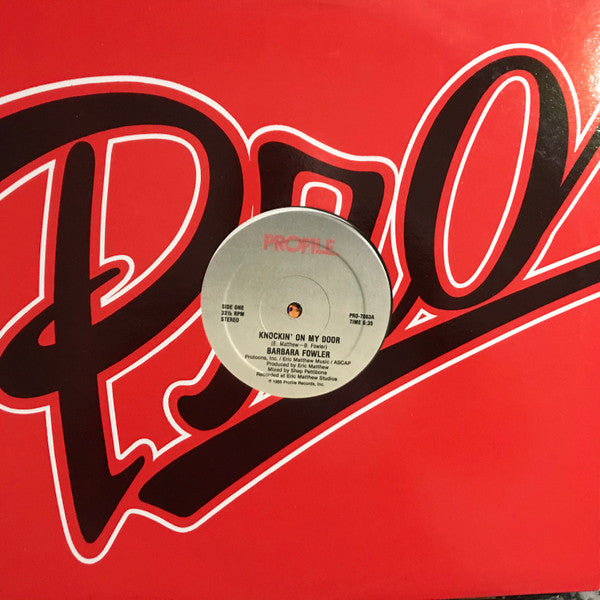 Pro
PROFILE
SIDE ONE
33⅓ RPM
STEREO
PRO-7083A
TIME 6:35
KNOCKIN' ON MY DOOR
(E. Matthew—B. Fowler)
BARBARA FOWLER
Protoons, Inc. / Eric Matthew Music / ASCAP
Produced by Eric Matthew
Mixed by Shep Pettibone
Recorded at Eric Matthew Studios
℗ 1985 Profile Records, Inc.